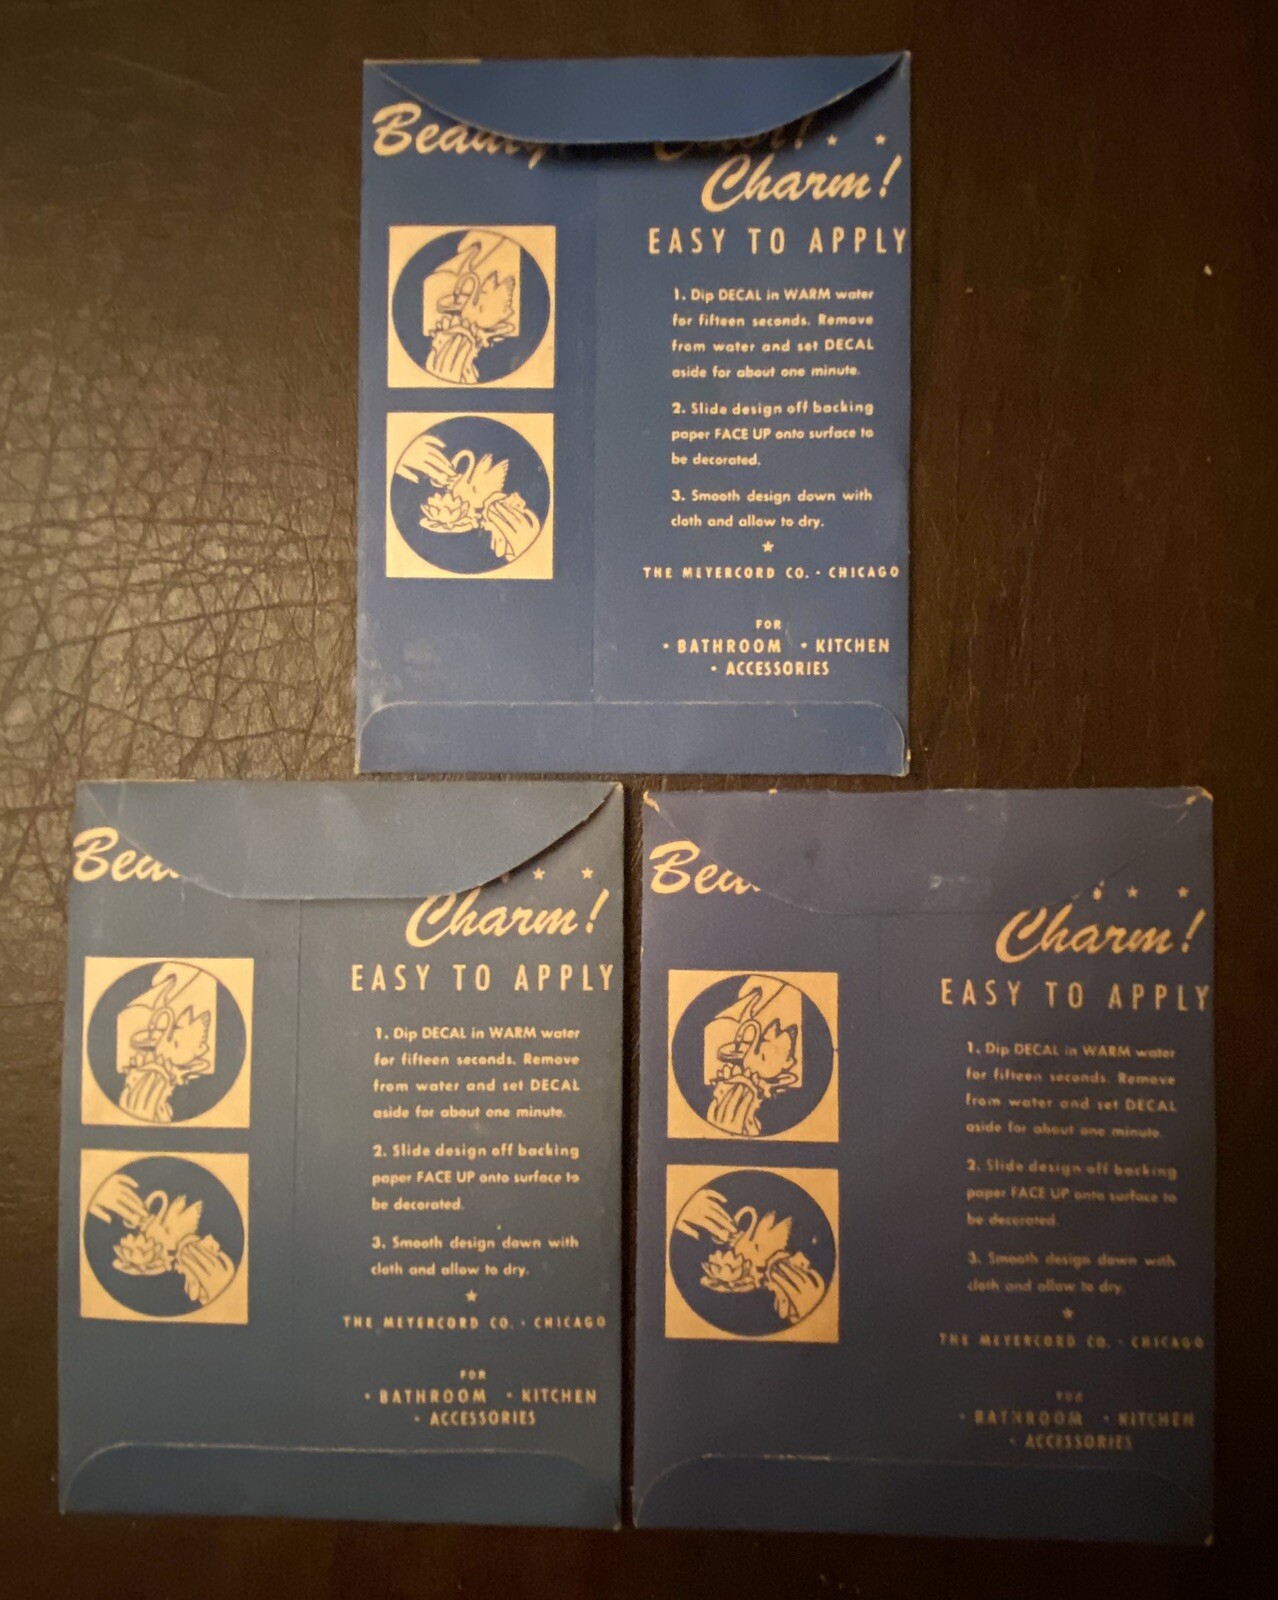 Beauty
Color! ★ ★
Charm!
EASY TO APPLY
1. Dip DECAL in WARM water
for fifteen seconds. Remove
from water and set DECAL
aside for about one minute.
2. Slide design off backing
paper FACE UP onto surface to
be decorated.
3. Smooth design down with
cloth and allow to dry.
★
THE MEYERCORD CO. · CHICAGO
FOR
· BATHROOM · KITCHEN
· ACCESSORIES
★ ★
Charm!
EASY TO APPLY
1. Dip DECAL in WARM water
for fifteen seconds. Remove
from water and set DECAL
aside for about one minute.
2. Slide design off backing
paper FACE UP onto surface to
be decorated.
3. Smooth design down with
cloth and allow to dry.
★
THE MEYERCORD CO. · CHICAGO
FOR
· BATHROOM · KITCHEN
· ACCESSORIES
★ ★
Charm!
EASY TO APPLY
1. Dip DECAL in WARM water
for fifteen seconds. Remove
from water and set DECAL
aside for about one minute.
2. Slide design off backing
paper FACE UP onto surface to
be decorated.
3. Smooth design down with
cloth and allow to dry.
★
THE MEYERCORD CO. · CHICAGO
FOR
· BATHROOM · KITCHEN
· ACCESSORIES